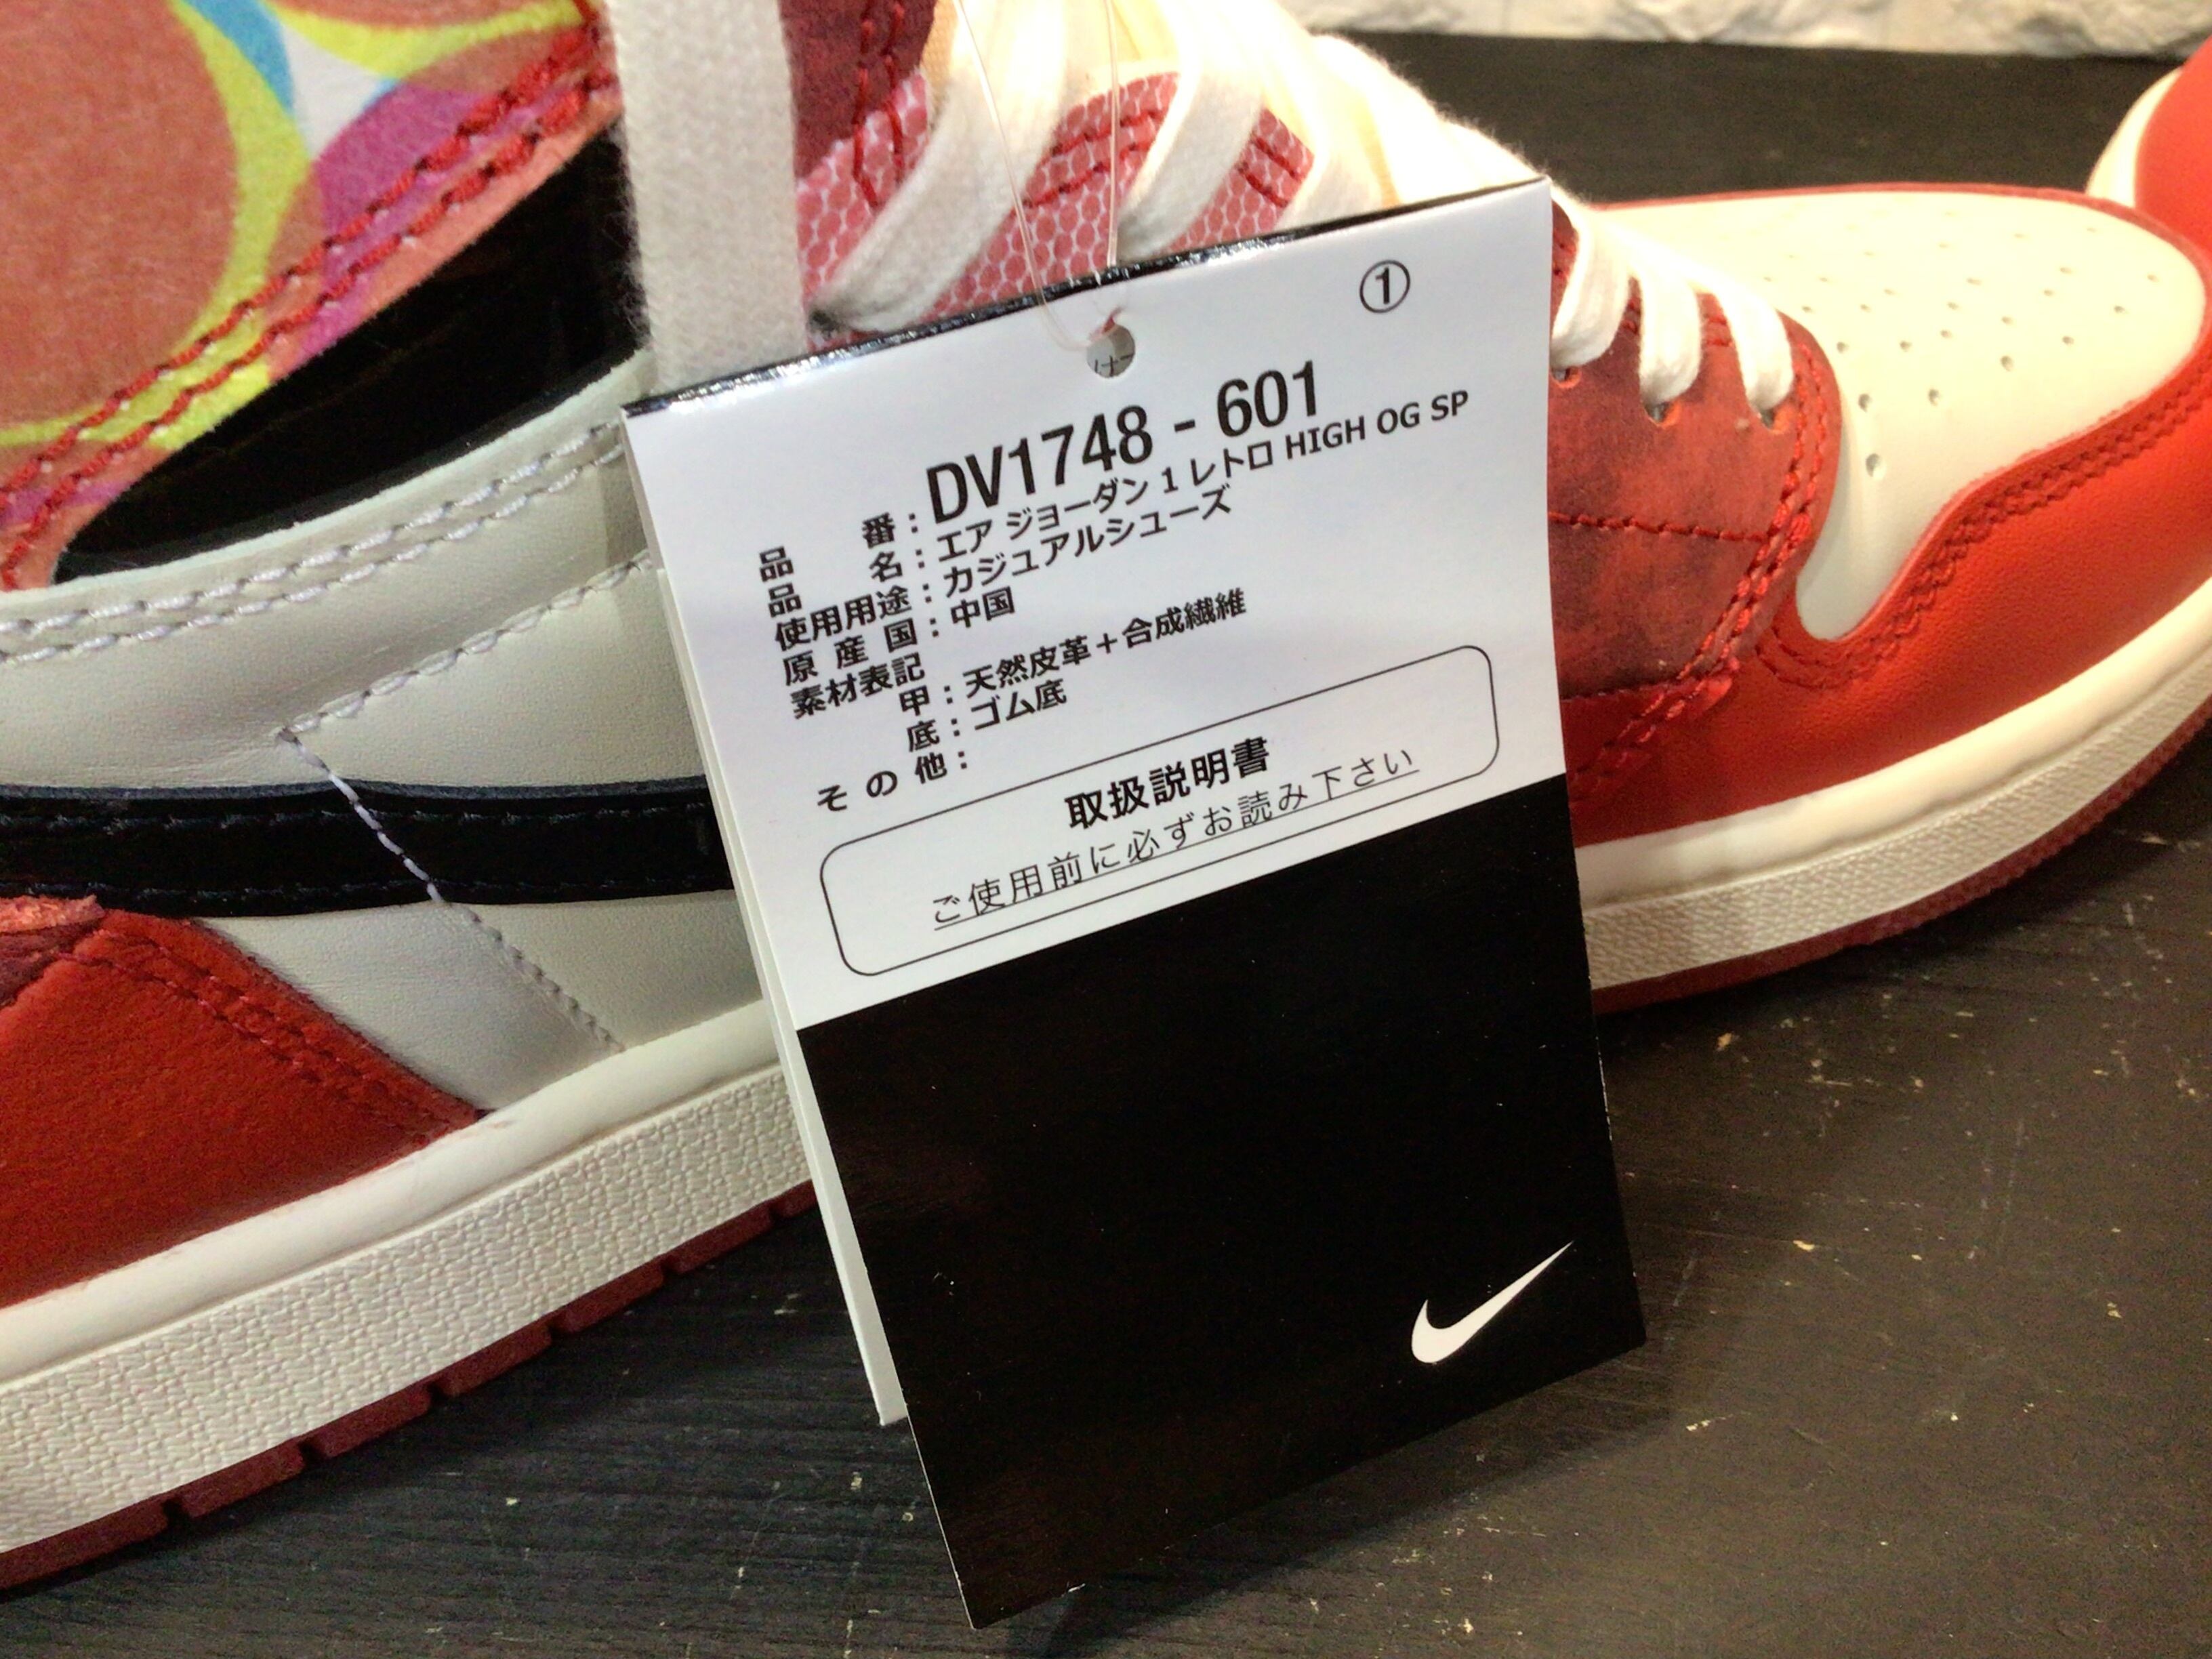 ①
品 番：DV1748 - 601
品 名：エア ジョーダン 1 レトロ HIGH OG SP
使用用途：カジュアルシューズ
原 産 国：中国
素材表記
甲：天然皮革＋合成繊維
底：ゴム底
そ の 他：
取扱説明書
ご使用前に必ずお読み下さい